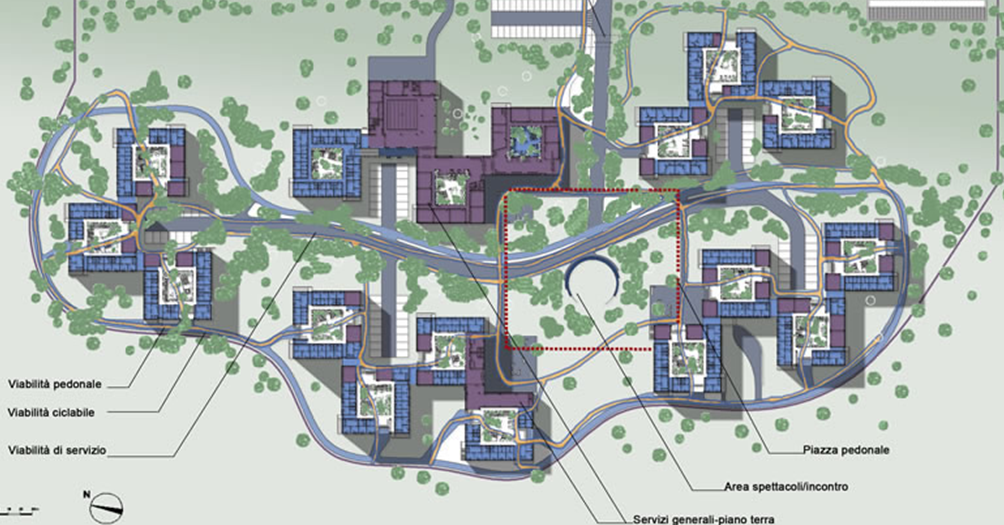 Viabilità pedonale
Viabilità ciclabile
Viabilità di servizio
Piazza pedonale
Area spettacoli/incontro
Servizi generali-piano terra
N